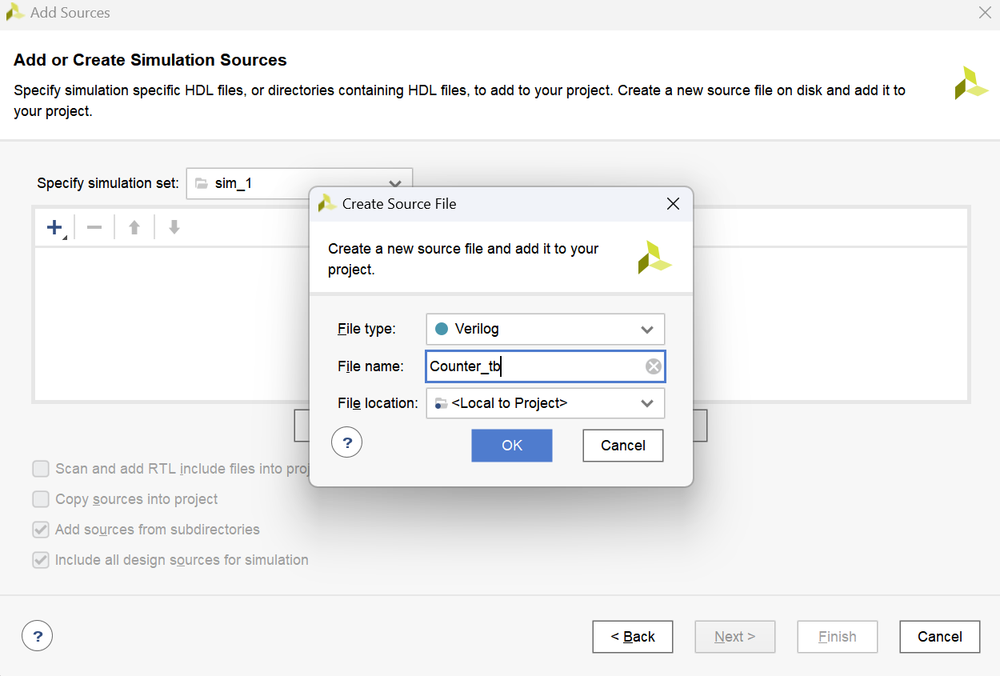 Add Sources
Add or Create Simulation Sources
Specify simulation specific HDL files, or directories containing HDL files, to add to your project. Create a new source file on disk and add it to
your project.
Specify simulation set: sim_1
Create Source File
Create a new source file and add it to your
project.
File type: Verilog
File name: Counter_tb
File location: <Local to Project>
? OK Cancel
Scan and add RTL include files into
Copy sources into project
Add sources from subdirectories
Include all design sources for simulation
? < Back Next > Finish Cancel